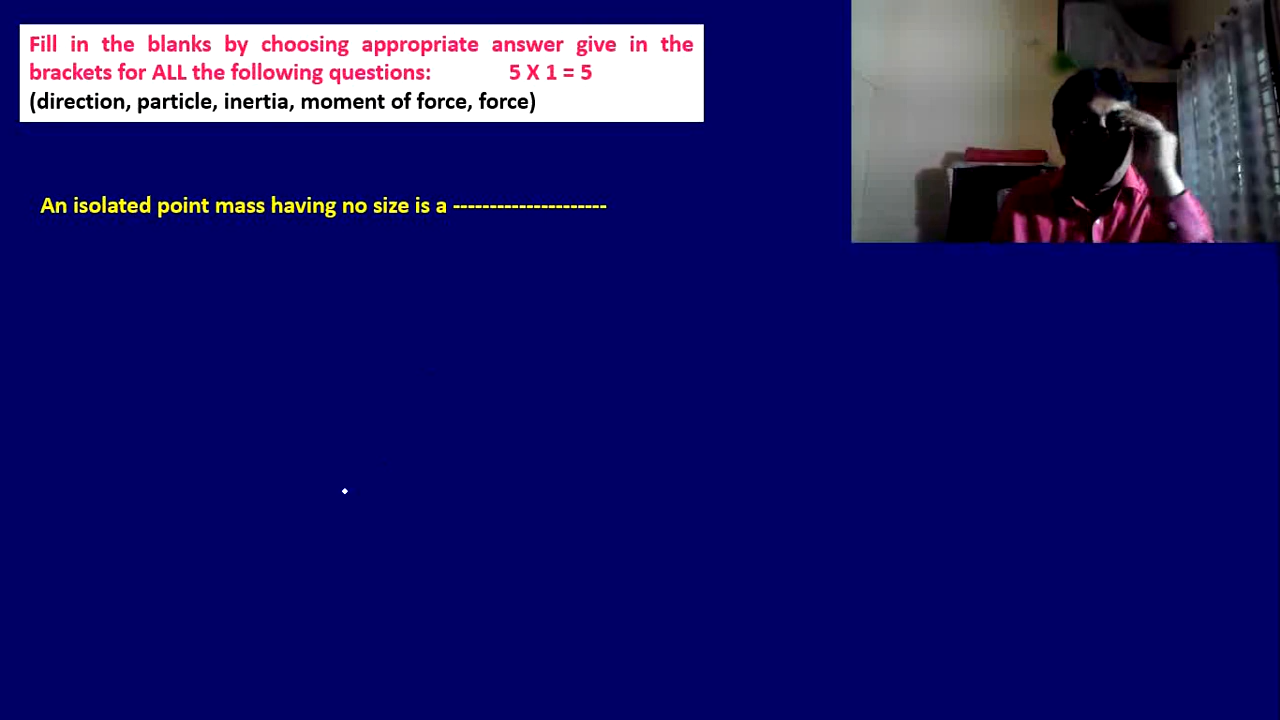 Fill in the blanks by choosing appropriate answer give in the
brackets for ALL the following questions: 5 X 1 = 5
(direction, particle, inertia, moment of force, force)
An isolated point mass having no size is a ---------------------